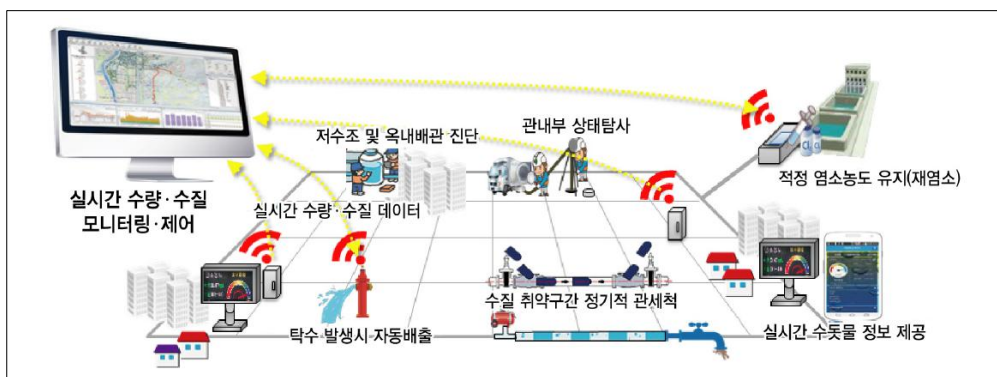 저수조 및 옥내배관 진단
관내부 상태탐사
적정 염소농도 유지(재염소)
실시간 수량·수질
모니터링·제어
실시간 수량·수질 데이터
수질 취약구간 정기적 관세척
탁수 발생시 자동배출
실시간 수돗물 정보 제공